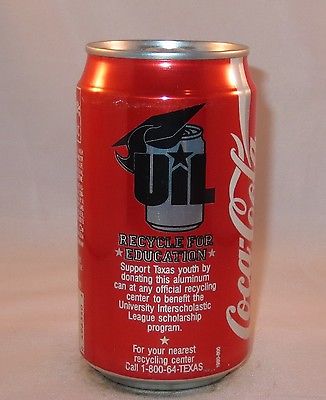 UIL
RECYCLE FOR
EDUCATION
Support Texas youth by
donating this aluminum
can at any official recycling
center to benefit the
University Interscholastic
League scholarship
program.
For your nearest
recycling center
Call 1-800-64-TEXAS
Coca-Cola